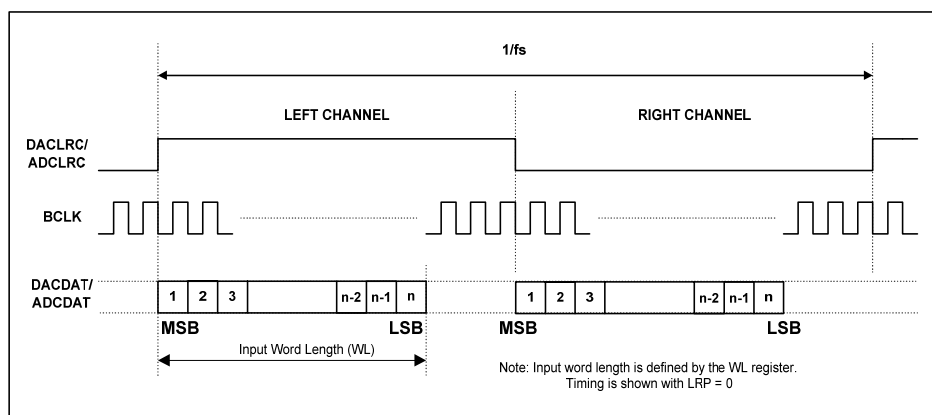 1/fs
LEFT CHANNEL
RIGHT CHANNEL
DACLRC/
ADCLRC
BCLK
DACDAT/
ADCDAT
1 2 3 n-2 n-1 n
1 2 3 n-2 n-1 n
MSB
LSB
MSB
LSB
Input Word Length (WL)
Note: Input word length is defined by the WL register.
Timing is shown with LRP = 0